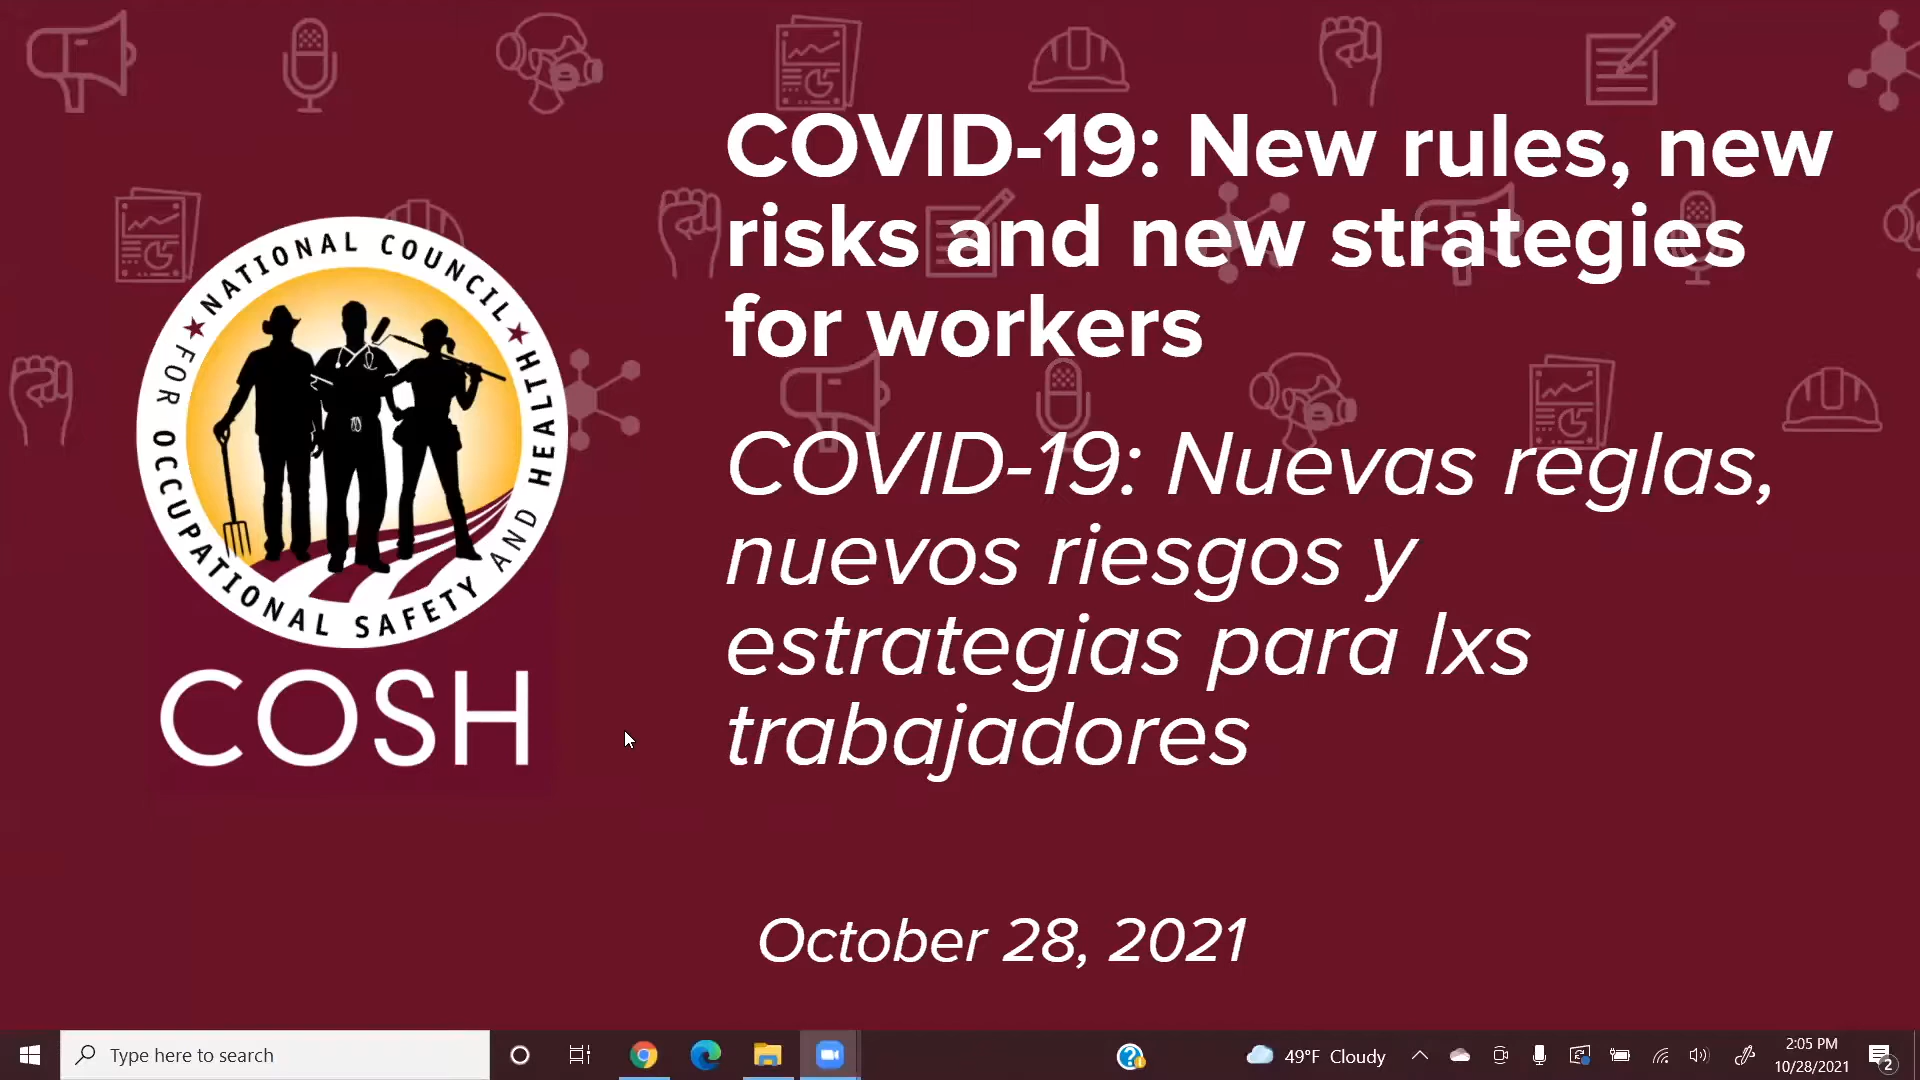 COVID-19: New rules, new
risks and new strategies
for workers
NATIONAL COUNCIL
FOR OCCUPATIONAL SAFETY AND HEALTH
COSH
COVID-19: Nuevas reglas,
nuevos riesgos y
estrategias para lxs
trabajadores
October 28, 2021
Type here to search
49°F Cloudy
2:05 PM
10/28/2021
2